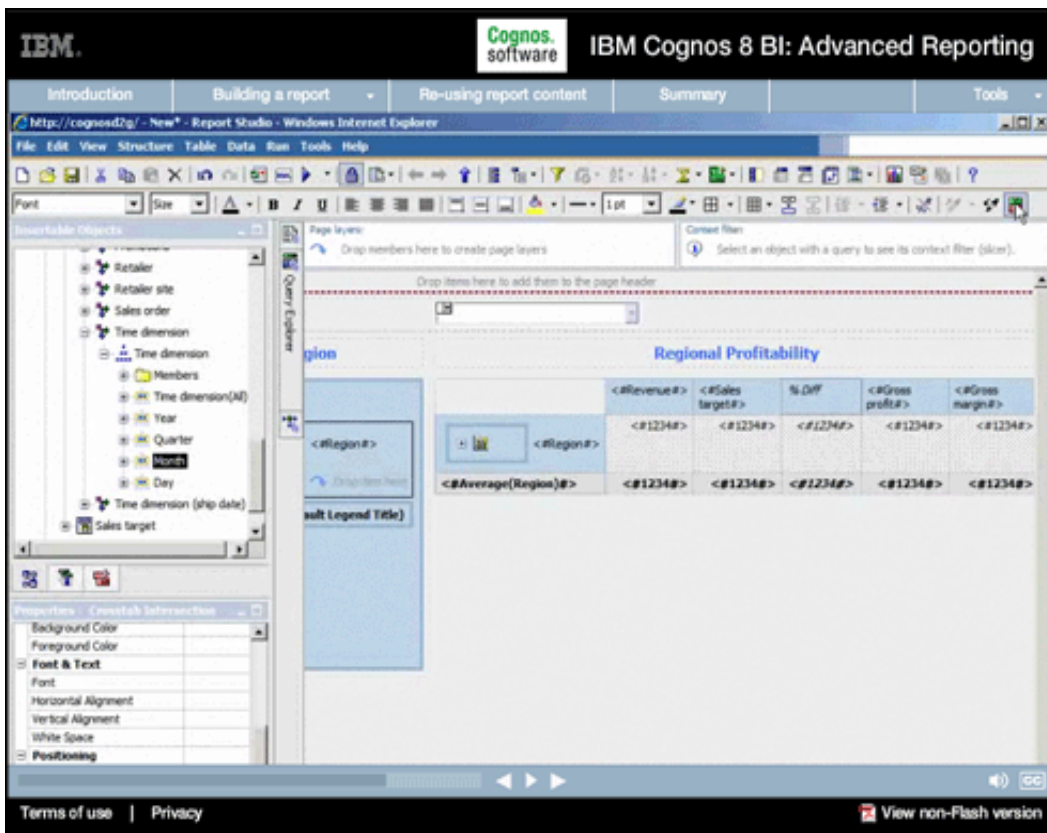 IBM.
Cognos.
software
IBM Cognos 8 BI: Advanced Reporting
Introduction
Building a report
Re-using report content
Summary
Tools
http://cognosd2g/ - New* - Report Studio - Windows Internet Explorer
File Edit View Structure Table Data Run Tools Help
Font
Size
1 pt
Insertable Objects
Retailer
Retailer site
Sales order
Time dimension
Time dimension
Members
Time dimension(All)
Year
Quarter
Month
Day
Time dimension (ship date)
Sales target
Query Explorer
Page layers:
Drop members here to create page layers
Context filter:
Select an object with a query to see its context filter (slicer).
Drop items here to add them to the page header
gion
<#Region#>
Drop item here
ault Legend Title)
Regional Profitability
<#Revenue#> <#Sales target#> % Diff <#Gross profit#> <#Gross margin#>
<#Region#> <#1234#> <#1234#> <#1234#> <#1234#> <#1234#>
<#Average(Region)#> <#1234#> <#1234#> <#1234#> <#1234#> <#1234#>
Properties - Crosstab Intersection
Background Color
Foreground Color
Font & Text
Font
Horizontal Alignment
Vertical Alignment
White Space
Positioning
CC
Terms of use | Privacy
View non-Flash version